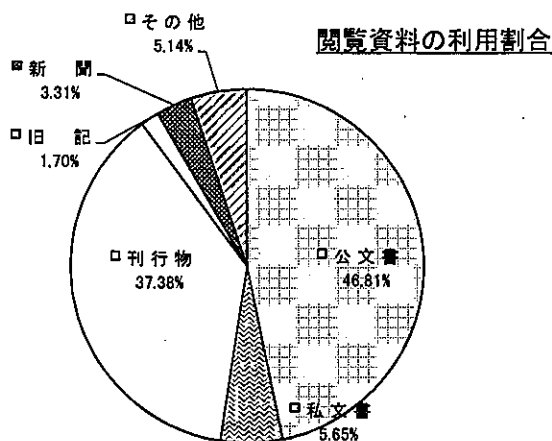 閲覧資料の利用割合
その他
5.14%
新 聞
3.31%
旧 記
1.70%
刊行物
37.38%
公文書
46.81%
私文書
5.65%